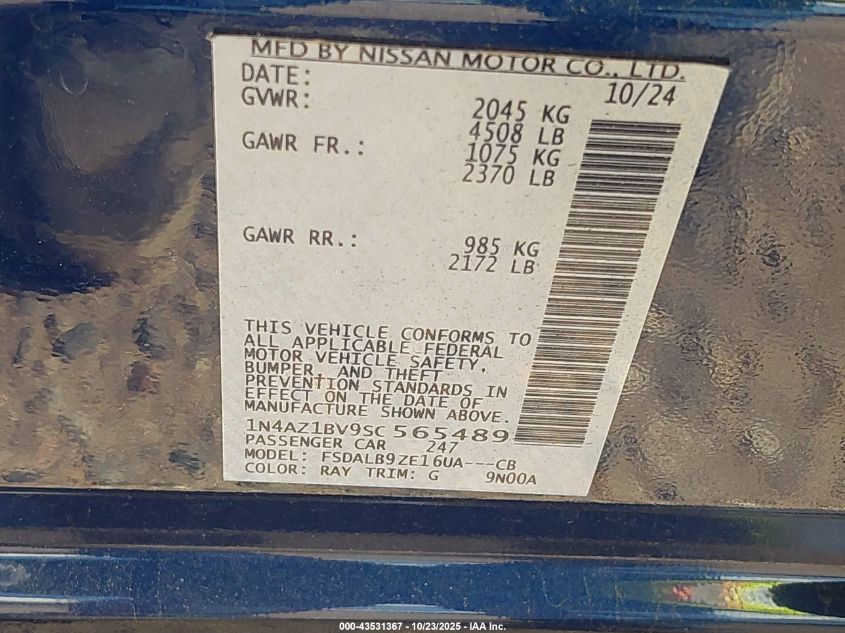 MFD BY NISSAN MOTOR CO., LTD.
DATE: 10/24
GVWR: 2045 KG
4508 LB
GAWR FR.: 1075 KG
2370 LB
GAWR RR.: 985 KG
2172 LB
THIS VEHICLE CONFORMS TO
ALL APPLICABLE FEDERAL
MOTOR VEHICLE SAFETY,
BUMPER, AND THEFT
PREVENTION STANDARDS IN
EFFECT ON THE DATE OF
MANUFACTURE SHOWN ABOVE.
1N4AZ1BV9SC 565489
PASSENGER CAR 247
MODEL: FSDALB9ZE16UA---CB
COLOR: RAY TRIM: G 9N00A
000-43531367 - 10/23/2025 - IAA Inc.